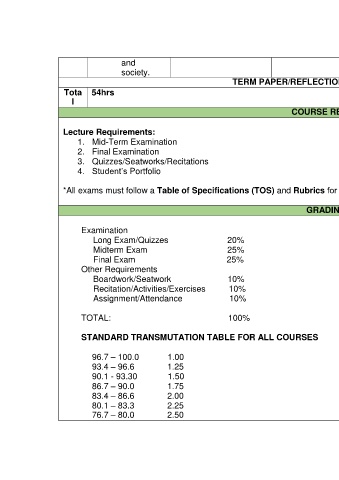 and
society.
TERM PAPER/REFLECTIO
Tota
l
54hrs
COURSE RE
Lecture Requirements:
1. Mid-Term Examination
2. Final Examination
3. Quizzes/Seatworks/Recitations
4. Student's Portfolio
*All exams must follow a Table of Specifications (TOS) and Rubrics for
GRADIN
Examination
Long Exam/Quizzes 20%
Midterm Exam 25%
Final Exam 25%
Other Requirements
Boardwork/Seatwork 10%
Recitation/Activities/Exercises 10%
Assignment/Attendance 10%
TOTAL: 100%
STANDARD TRANSMUTATION TABLE FOR ALL COURSES
96.7 – 100.0 1.00
93.4 – 96.6 1.25
90.1 - 93.30 1.50
86.7 – 90.0 1.75
83.4 – 86.6 2.00
80.1 – 83.3 2.25
76.7 – 80.0 2.50